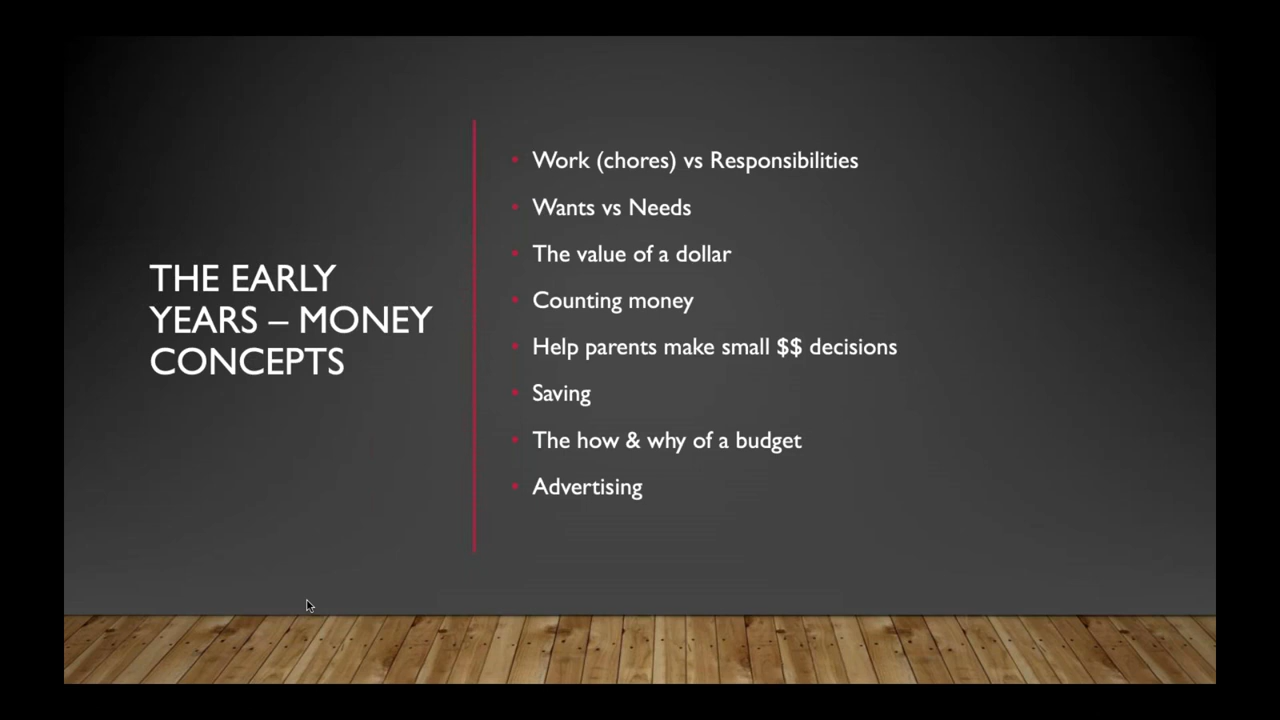 THE EARLY
YEARS – MONEY
CONCEPTS
• Work (chores) vs Responsibilities
• Wants vs Needs
• The value of a dollar
• Counting money
• Help parents make small $$ decisions
• Saving
• The how & why of a budget
• Advertising